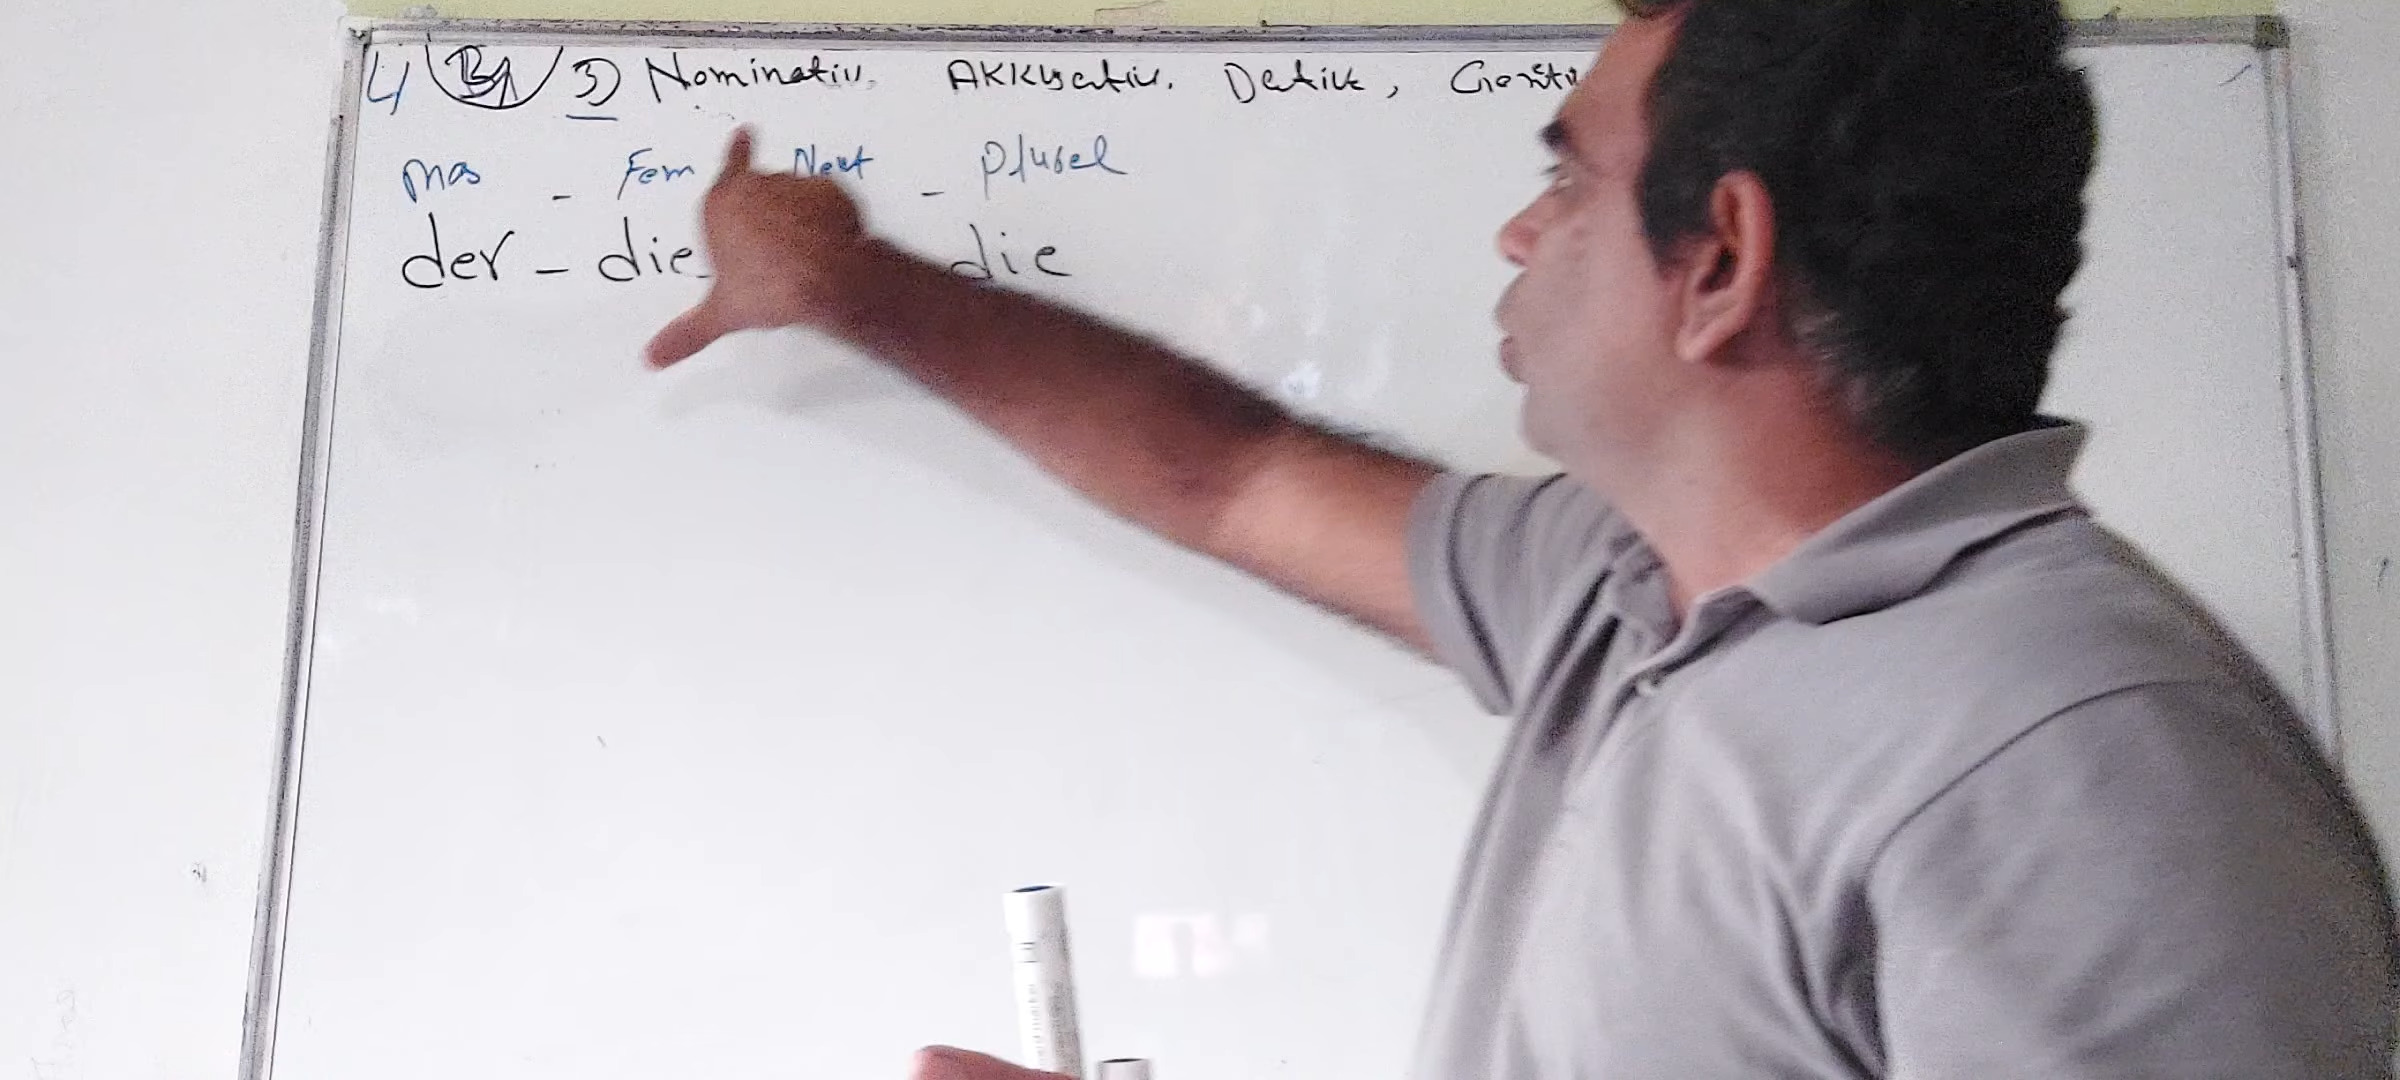 4 B1 3) Nominativ. AKKusativ. Dativ, Genitiv
Mas - Fem Neut - Plural
der - die die